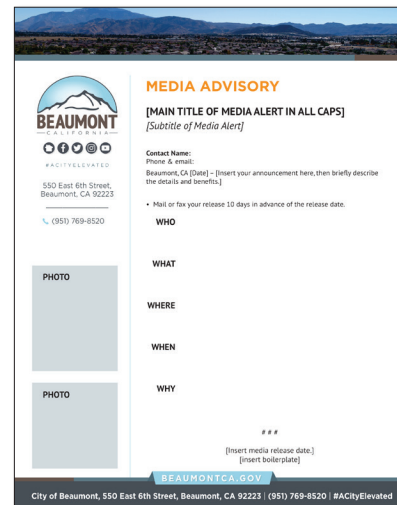 BEAUMONT
CALIFORNIA
#ACITYELEVATED
550 East 6th Street,
Beaumont, CA 92223
(951) 769-8520
PHOTO
PHOTO
MEDIA ADVISORY
[MAIN TITLE OF MEDIA ALERT IN ALL CAPS]
[Subtitle of Media Alert]
Contact Name:
Phone & email:
Beaumont, CA [Date] – [Insert your announcement here, then briefly describe
the details and benefits.]
• Mail or fax your release 10 days in advance of the release date.
WHO
WHAT
WHERE
WHEN
WHY
# # #
[Insert media release date.]
[insert boilerplate]
BEAUMONTCA.GOV
City of Beaumont, 550 East 6th Street, Beaumont, CA 92223 | (951) 769-8520 | #ACityElevated